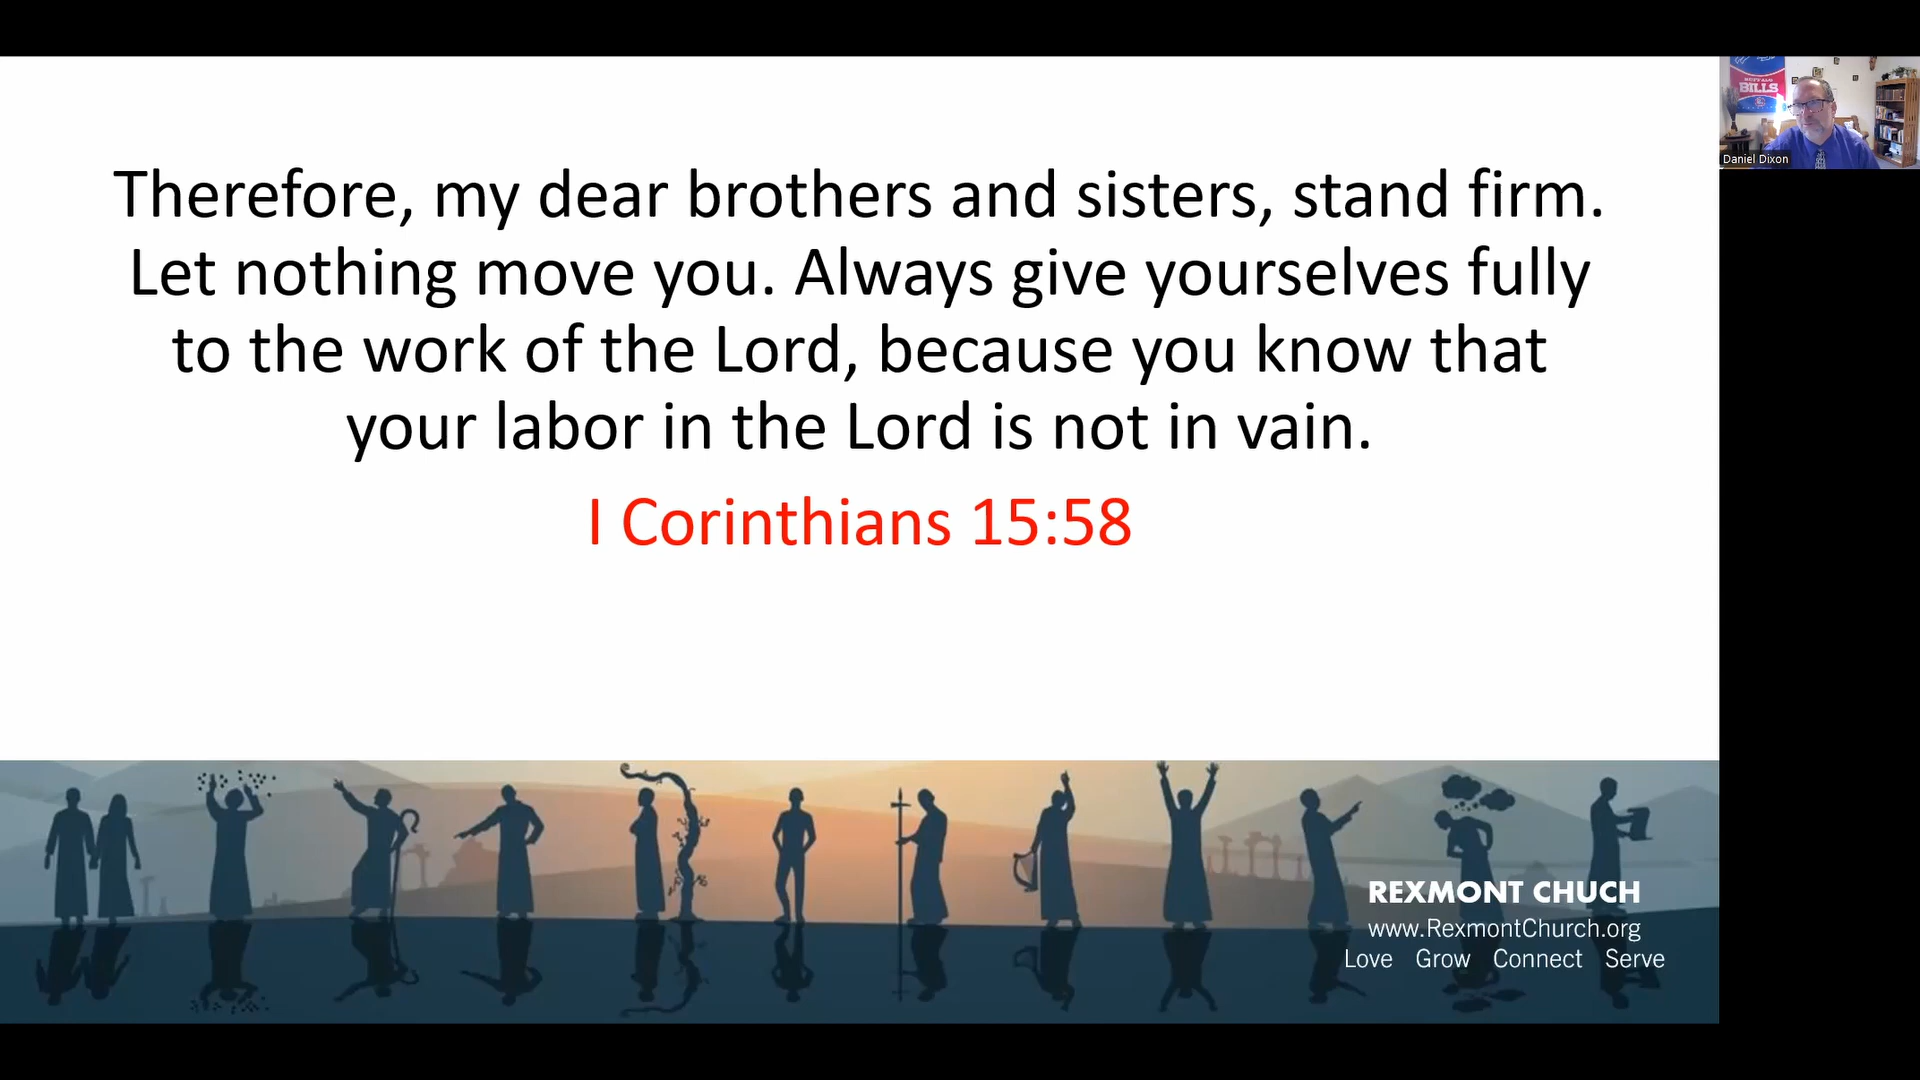 Therefore, my dear brothers and sisters, stand firm.
Let nothing move you. Always give yourselves fully
to the work of the Lord, because you know that
your labor in the Lord is not in vain.
I Corinthians 15:58
BUFFALO
BILLS
Daniel Dixon
REXMONT CHUCH
www.RexmontChurch.org
Love Grow Connect Serve